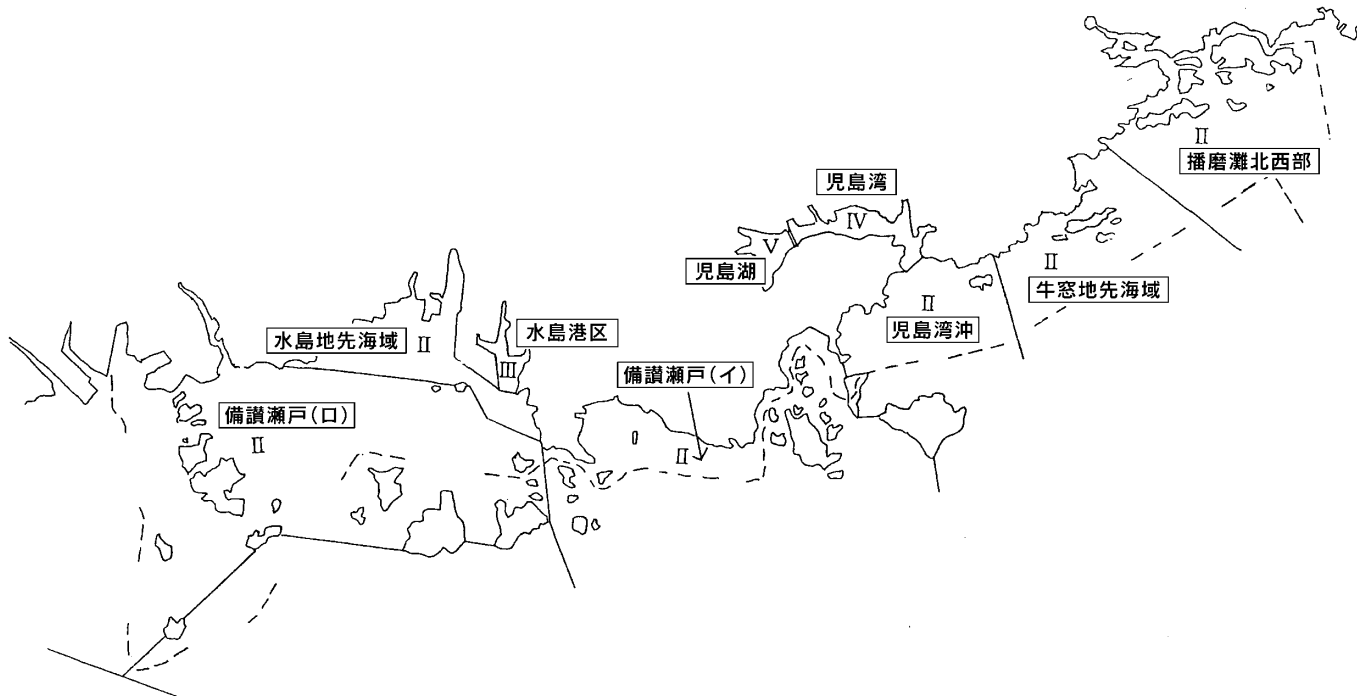 II
播磨灘北西部
児島湾
IV
V
児島湖
II
牛窓地先海域
II
児島湾沖
水島地先海域
II
水島港区
III
備讃瀬戸(イ)
II
備讃瀬戸(ロ)
II